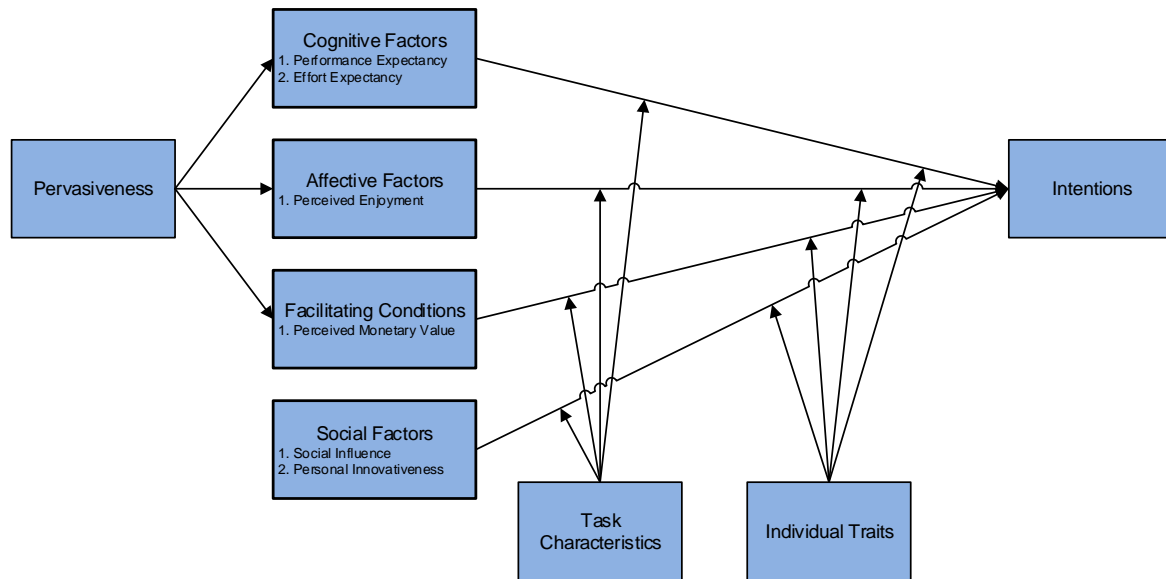 Cognitive Factors
1. Performance Expectancy
2. Effort Expectancy
Pervasiveness
Affective Factors
1. Perceived Enjoyment
Intentions
Facilitating Conditions
1. Perceived Monetary Value
Social Factors
1. Social Influence
2. Personal Innovativeness
Task
Characteristics
Individual Traits